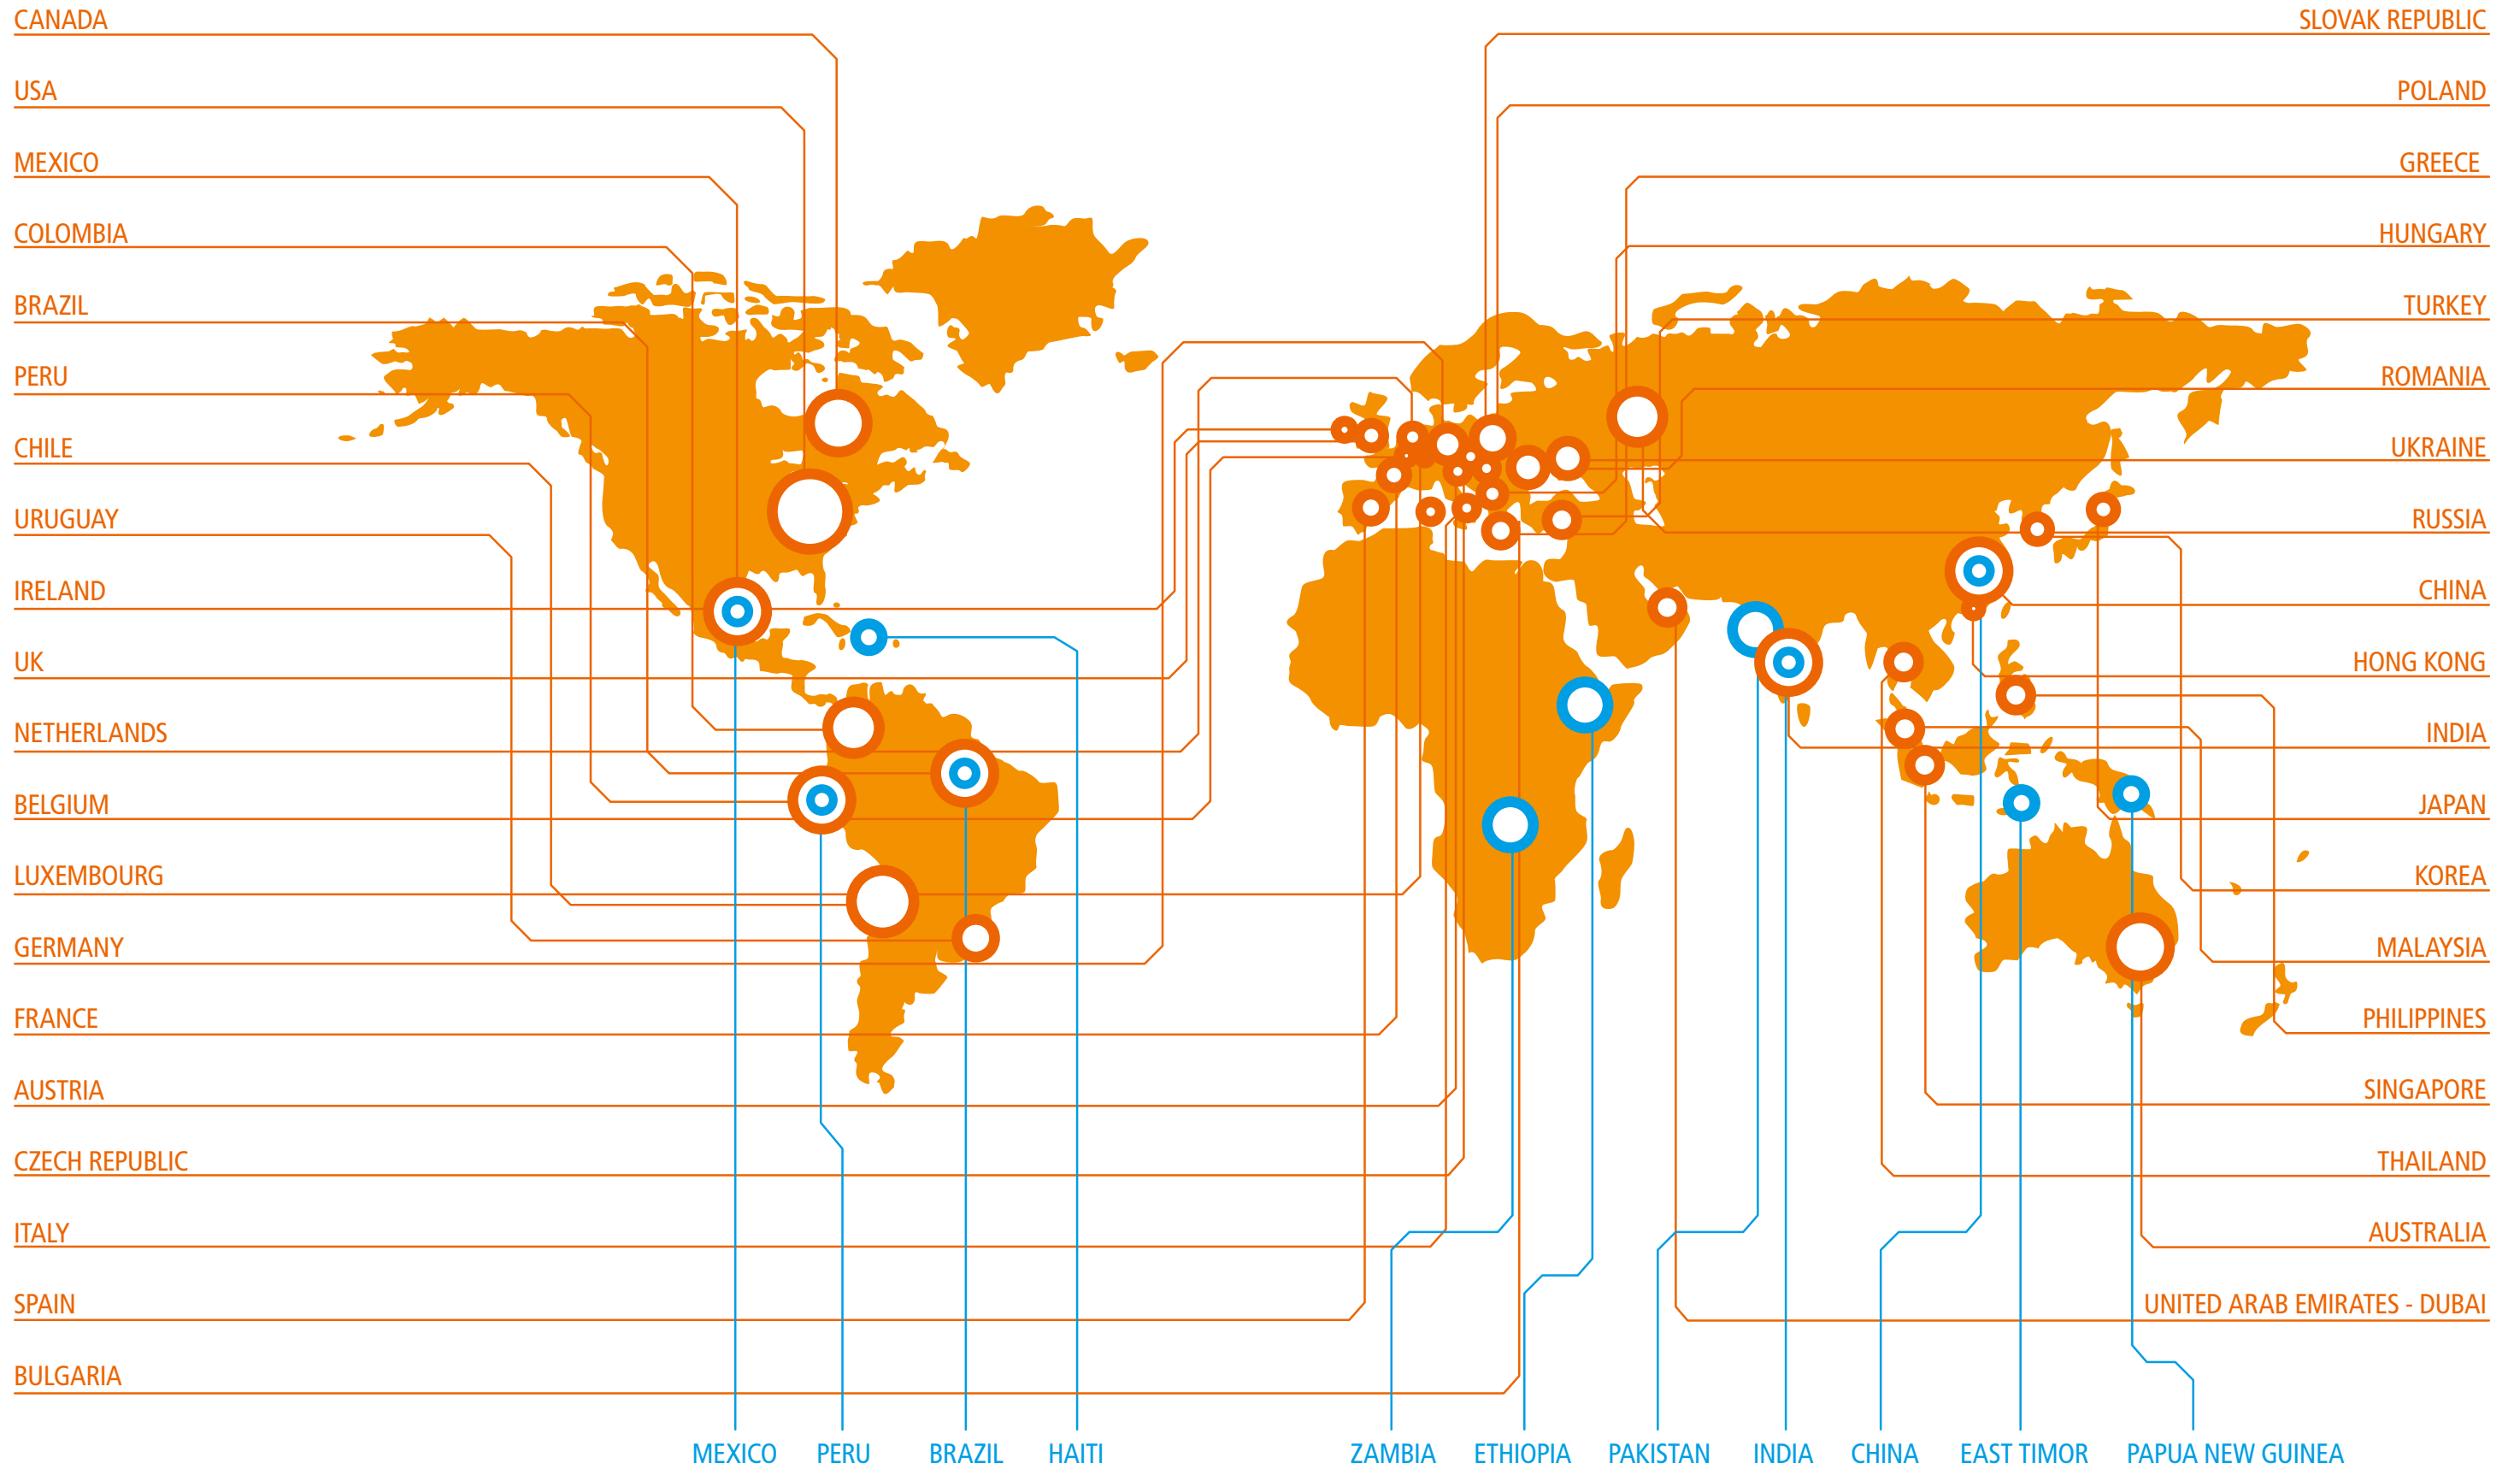 CANADA
USA
MEXICO
COLOMBIA
BRAZIL
PERU
CHILE
URUGUAY
IRELAND
UK
NETHERLANDS
BELGIUM
LUXEMBOURG
GERMANY
FRANCE
AUSTRIA
CZECH REPUBLIC
ITALY
SPAIN
BULGARIA
SLOVAK REPUBLIC
POLAND
GREECE
HUNGARY
TURKEY
ROMANIA
UKRAINE
RUSSIA
CHINA
HONG KONG
INDIA
JAPAN
KOREA
MALAYSIA
PHILIPPINES
SINGAPORE
THAILAND
AUSTRALIA
UNITED ARAB EMIRATES - DUBAI
MEXICO
PERU
BRAZIL
HAITI
ZAMBIA
ETHIOPIA
PAKISTAN
INDIA
CHINA
EAST TIMOR
PAPUA NEW GUINEA